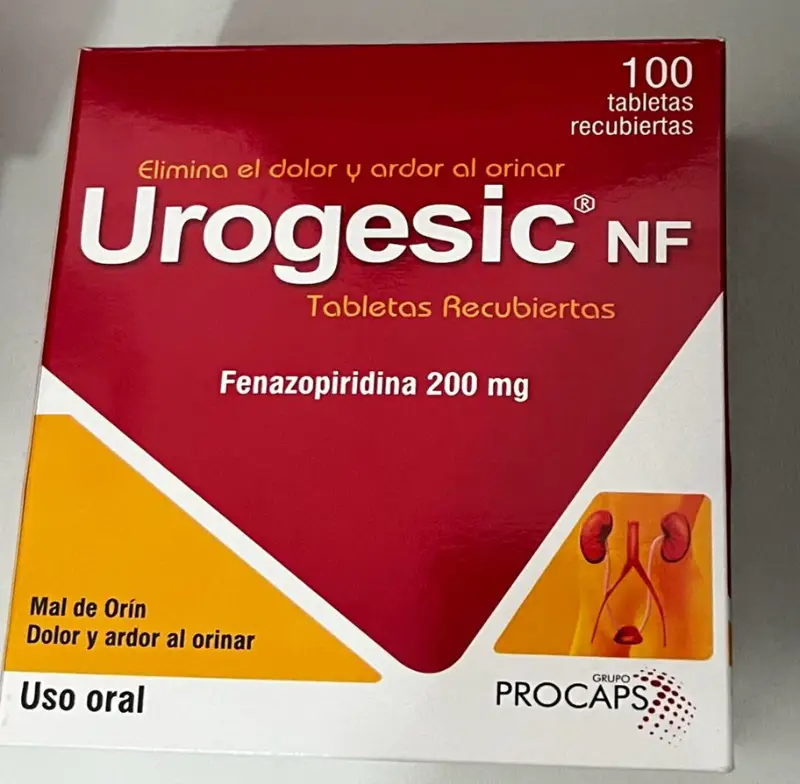 100
tabletas
recubiertas
Elimina el dolor y ardor al orinar
Urogesic® NF
Tabletas Recubiertas
Fenazopiridina 200 mg
Mal de Orín
Dolor y ardor al orinar
Uso oral
GRUPO
PROCAPS